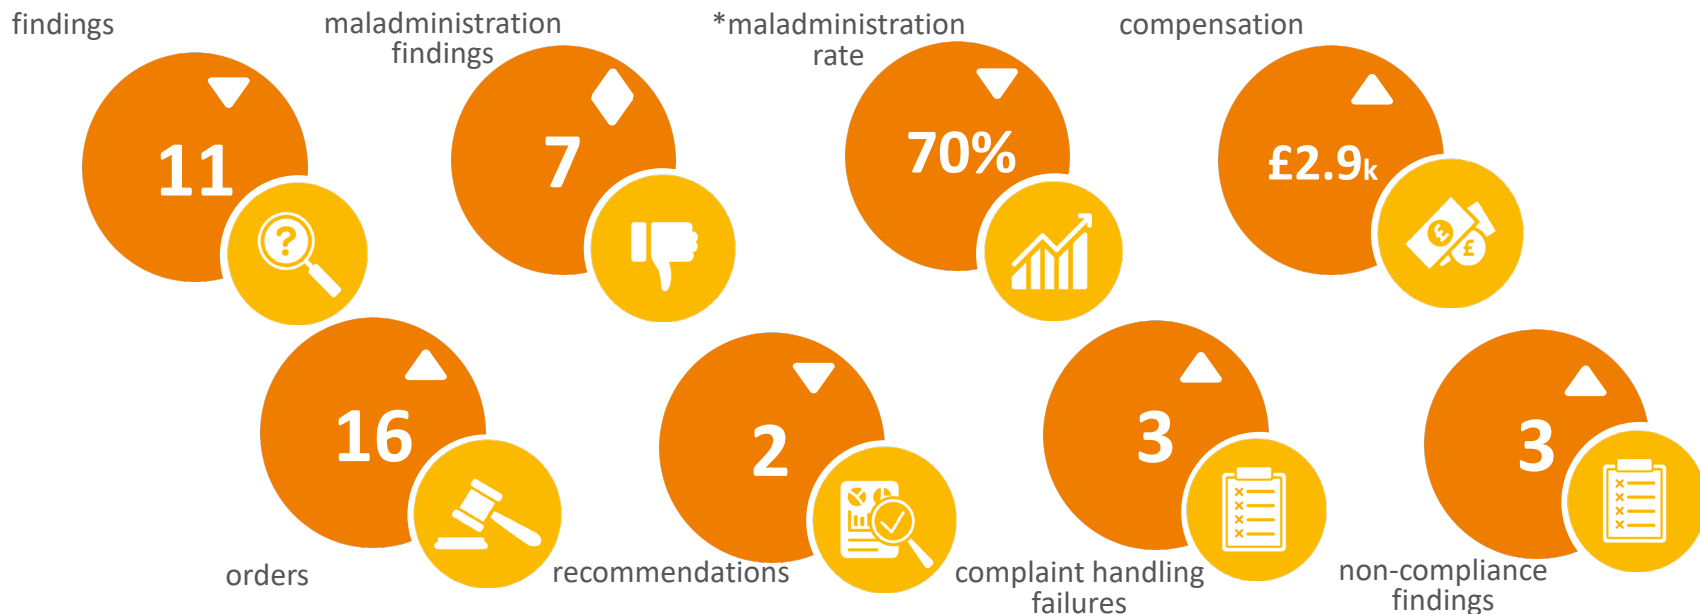 findings
maladministration
findings
*maladministration
rate
compensation
11
7
70%
£2.9k
?
£
£
16
2
3
3
orders
recommendations
complaint handling
failures
non-compliance
findings